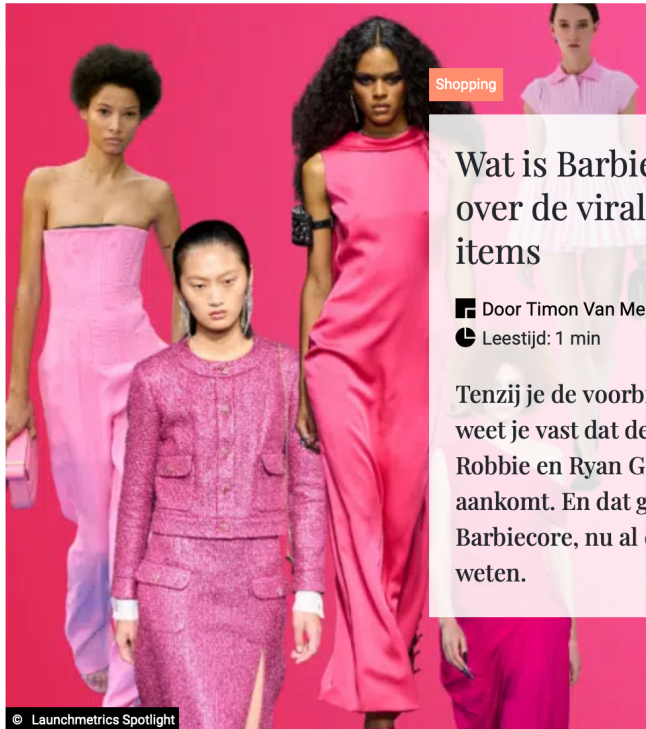 Shopping
Wat is Barbie
over de viral
items
Door Timon Van Me
Leestijd: 1 min
Tenzij je de voorb
weet je vast dat de
Robbie en Ryan G
aankomt. En dat g
Barbiecore, nu al
weten.
© Launchmetrics Spotlight